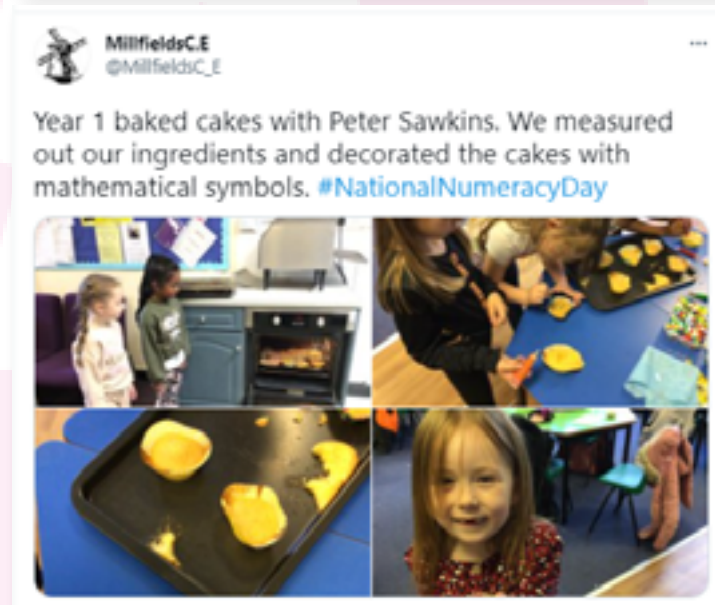 MillfieldsC.E
@MillfieldsC_E
Year 1 baked cakes with Peter Sawkins. We measured
out our ingredients and decorated the cakes with
mathematical symbols. #NationalNumeracyDay